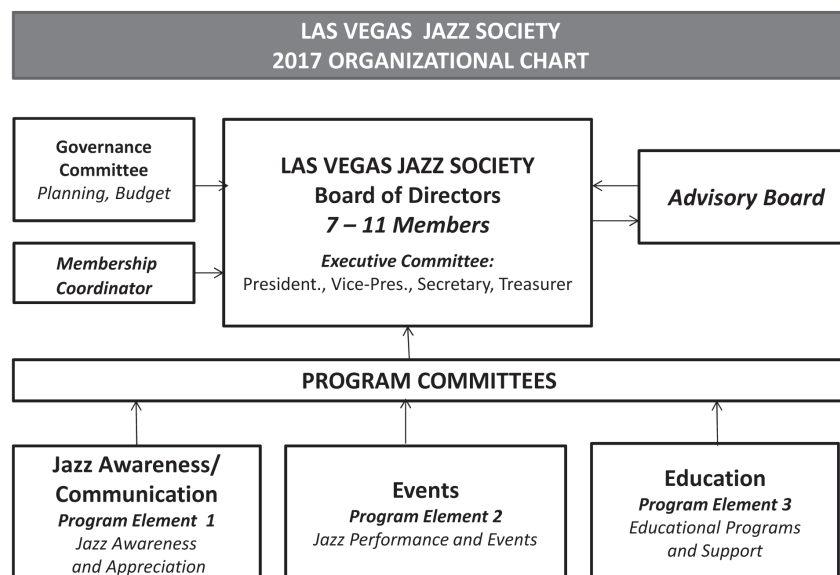 LAS VEGAS  JAZZ SOCIETY
2017 ORGANIZATIONAL CHART
Governance
Committee
Planning, Budget
Membership
Coordinator
LAS VEGAS JAZZ SOCIETY
Board of Directors
7 – 11 Members
Executive Committee:
President., Vice-Pres., Secretary, Treasurer
Advisory Board
PROGRAM COMMITTEES
Jazz Awareness/
Communication
Program Element  1
Jazz Awareness
and Appreciation
Events
Program Element 2
Jazz Performance and Events
Education
Program Element 3
Educational Programs
and Support